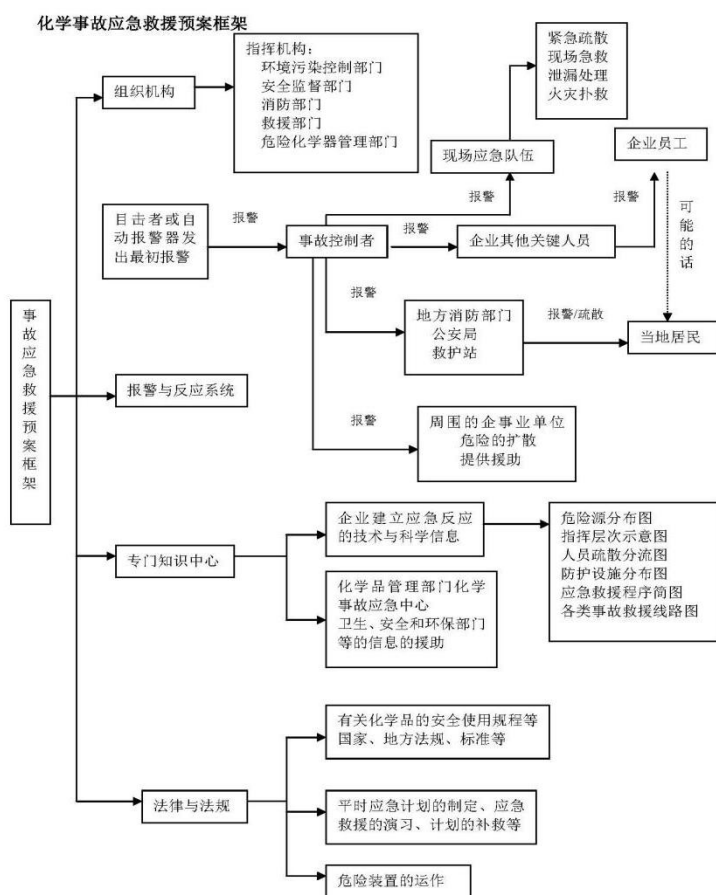 化学事故应急救援预案框架
指挥机构：
环境污染控制部门
安全监督部门
消防部门
救援部门
危险化学器管理部门
组织机构
紧急疏散
现场急救
泄漏处理
火灾扑救
现场应急队伍
企业员工
报警
报警
可能的话
目击者或自
动报警器发
出最初报警
报警
事故控制者
报警
企业其他关键人员
报警
地方消防部门
公安局
救护站
报警/疏散
当地居民
事故应急救援预案框架
报警与反应系统
报警
周围的企事业单位
危险的扩散
提供援助
专门知识中心
企业建立应急反应
的技术与科学信息
危险源分布图
指挥层次示意图
人员疏散分流图
防护设施分布图
应急救援程序简图
各类事故救援线路图
化学品管理部门化学
事故应急中心
卫生、安全和环保部门
等的信息的援助
有关化学品的安全使用规程等
国家、地方法规、标准等
法律与法规
平时应急计划的制定、应急
救援的演习、计划的补救等
危险装置的运作